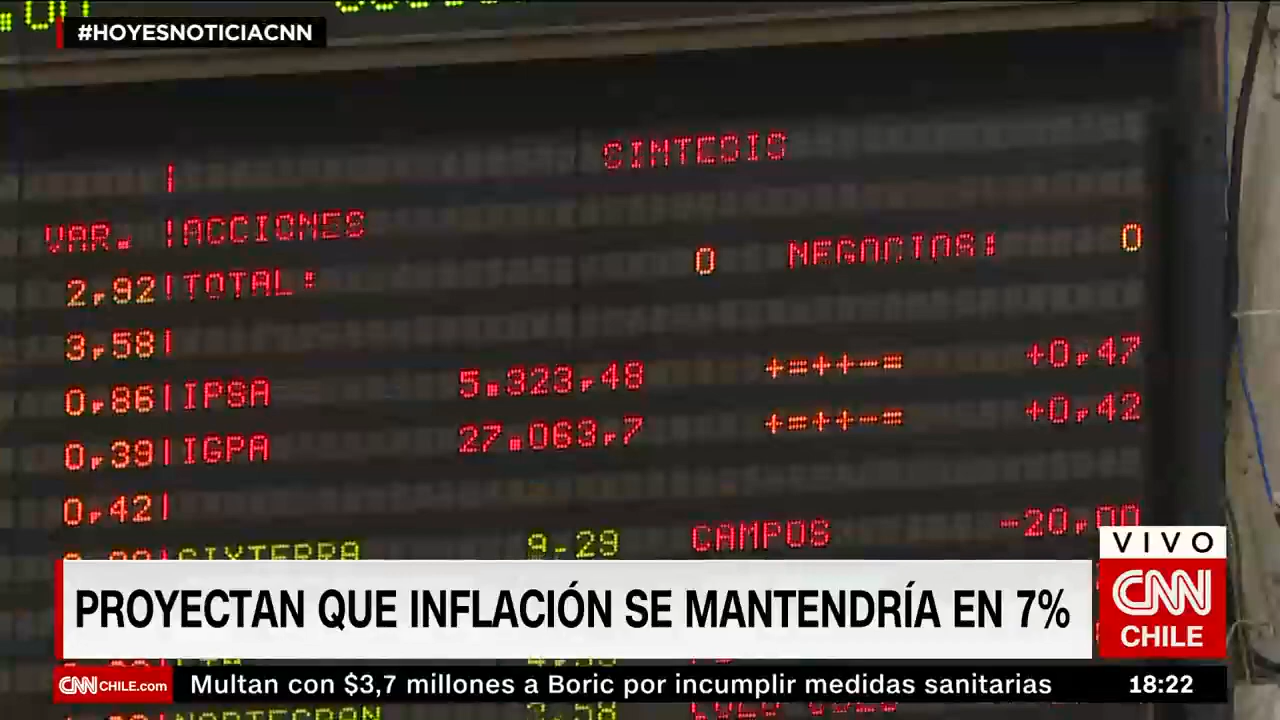 #HOYESNOTICIACNN
SINTESIS
VAR. |ACCIONES
2,92|TOTAL: 0 NEGOCIOS: 0
3,58|
0,86|IPSA 5.323,48 +=++-= +0,47
0,39|IGPA 27.063,7 +=++-= +0,42
0,42|
SIXTERRA 9,29 CAMPOS -20,00
VIVO
CNN
CHILE
PROYECTAN QUE INFLACIÓN SE MANTENDRÍA EN 7%
CNNCHILE.com Multan con $3,7 millones a Boric por incumplir medidas sanitarias 18:22